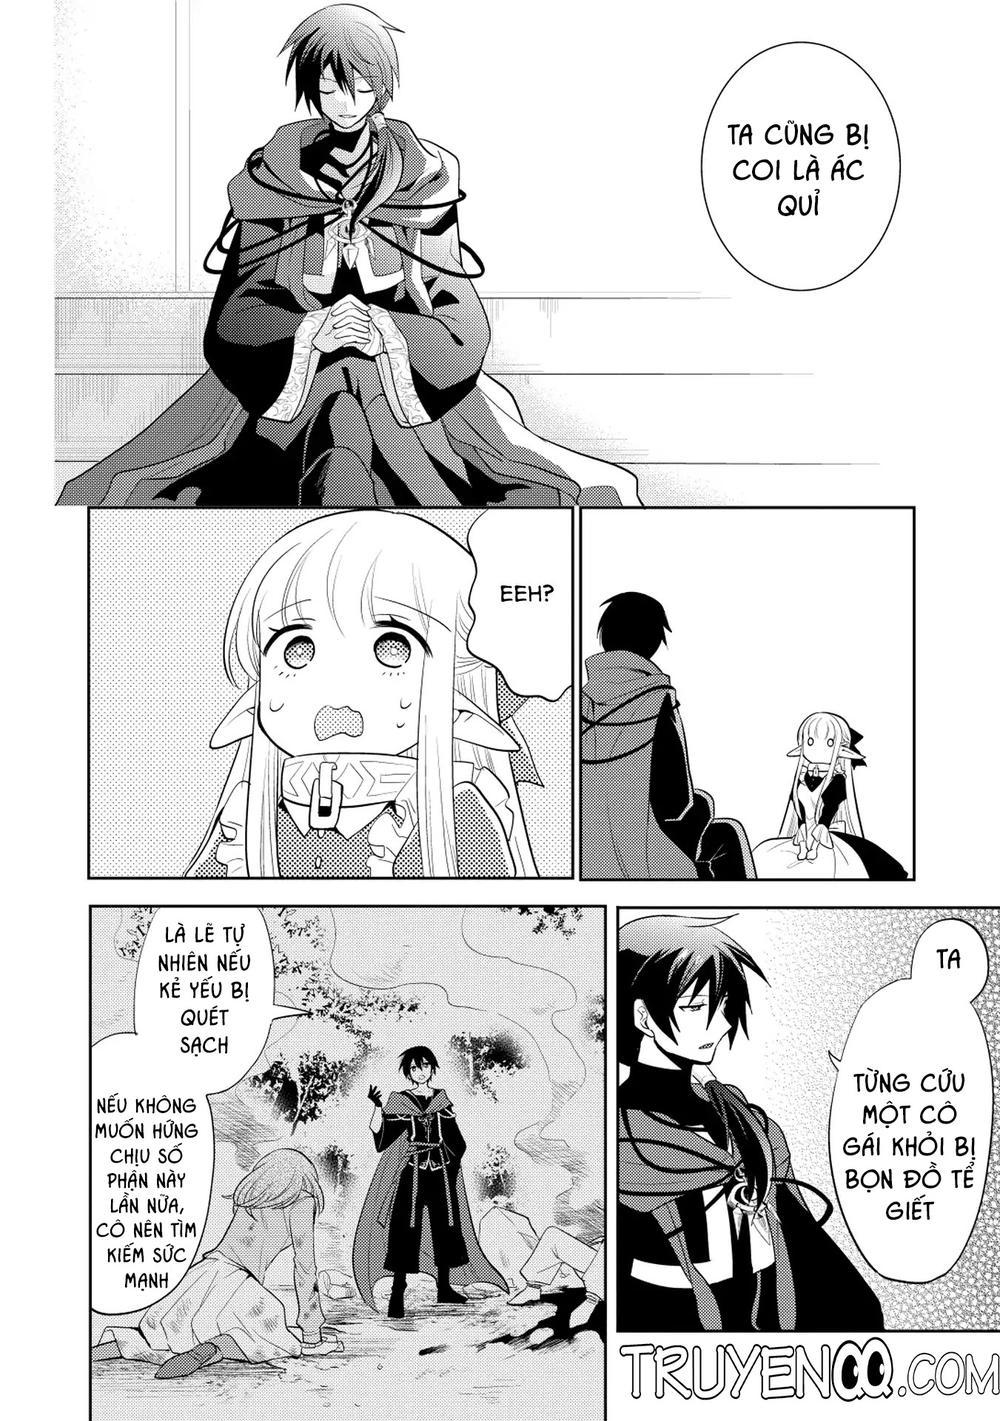 TA CŨNG BỊ
COI LÀ ÁC
QUỈ
EEH?
TA
TỪNG CỨU
MỘT CÔ
GÁI KHỎI BỊ
BỌN ĐỒ TỂ
GIẾT
LÀ LẼ TỰ
NHIÊN NẾU
KẺ YẾU BỊ
QUÉT
SẠCH
NẾU KHÔNG
MUỐN HỨNG
CHỊU SỐ
PHẬN NÀY
LẦN NỮA,
CÔ NÊN TÌM
KIẾM SỨC
MẠNH
TRUYENQQ.COM